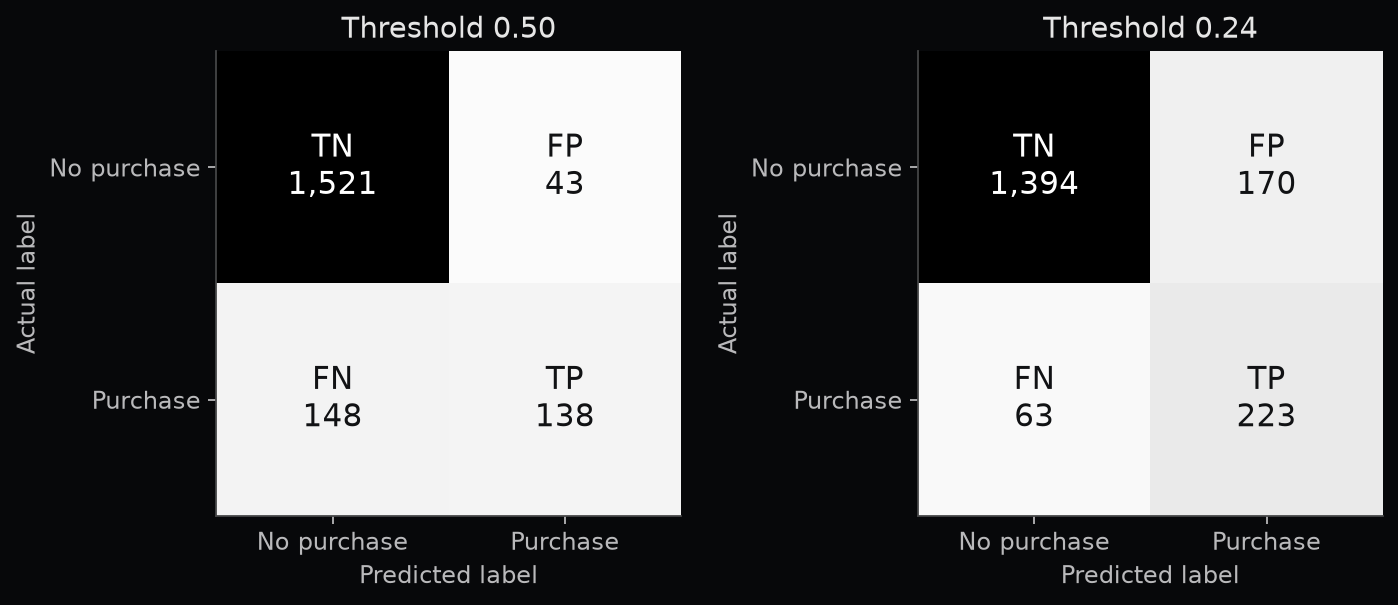 Threshold 0.50
Actual label
No purchase
Purchase
TN
1,521
FP
43
FN
148
TP
138
No purchase
Purchase
Predicted label
Threshold 0.24
Actual label
No purchase
Purchase
TN
1,394
FP
170
FN
63
TP
223
No purchase
Purchase
Predicted label